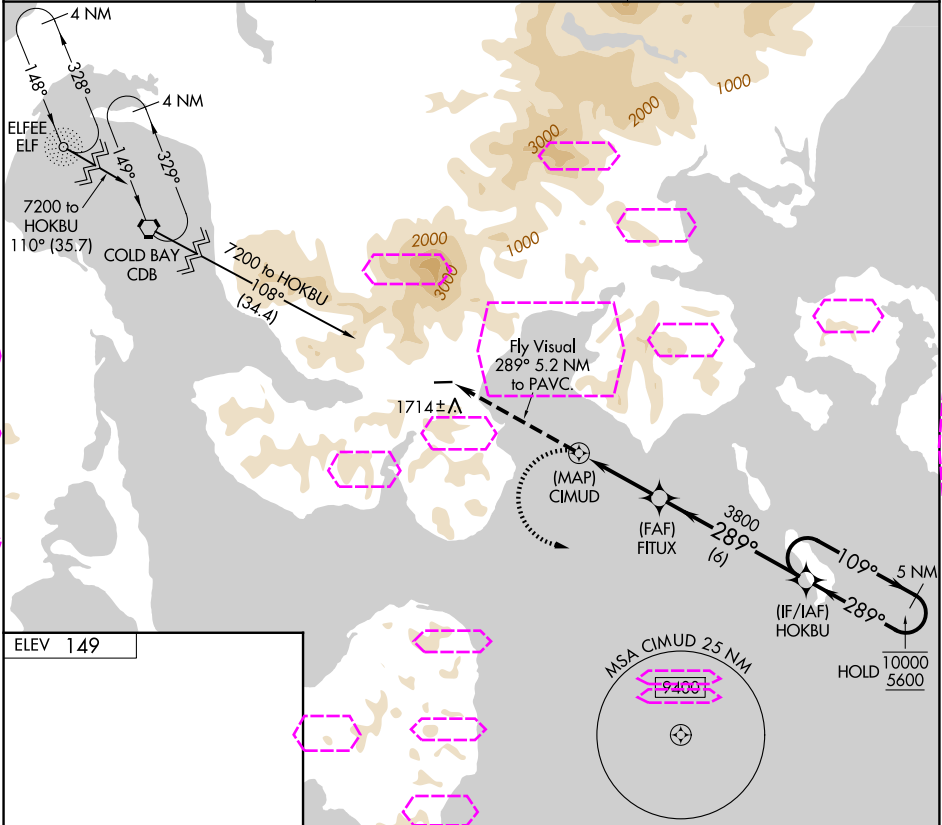 4 NM
148°
328°
4 NM
ELFEE
ELF
149°
329°
7200 to
HOKBU
110° (35.7)
COLD BAY
CDB
7200 to HOKBU
108°
(34.4)
1000
2000
3000
2000
1000
3000
Fly Visual
289° 5.2 NM
to PAVC.
1714±
(MAP)
CIMUD
(FAF)
FITUX
3800
289°
(6)
109°
5 NM
289°
(IF/IAF)
HOKBU
HOLD
10000
5600
ELEV 149
MSA CIMUD 25 NM
9400